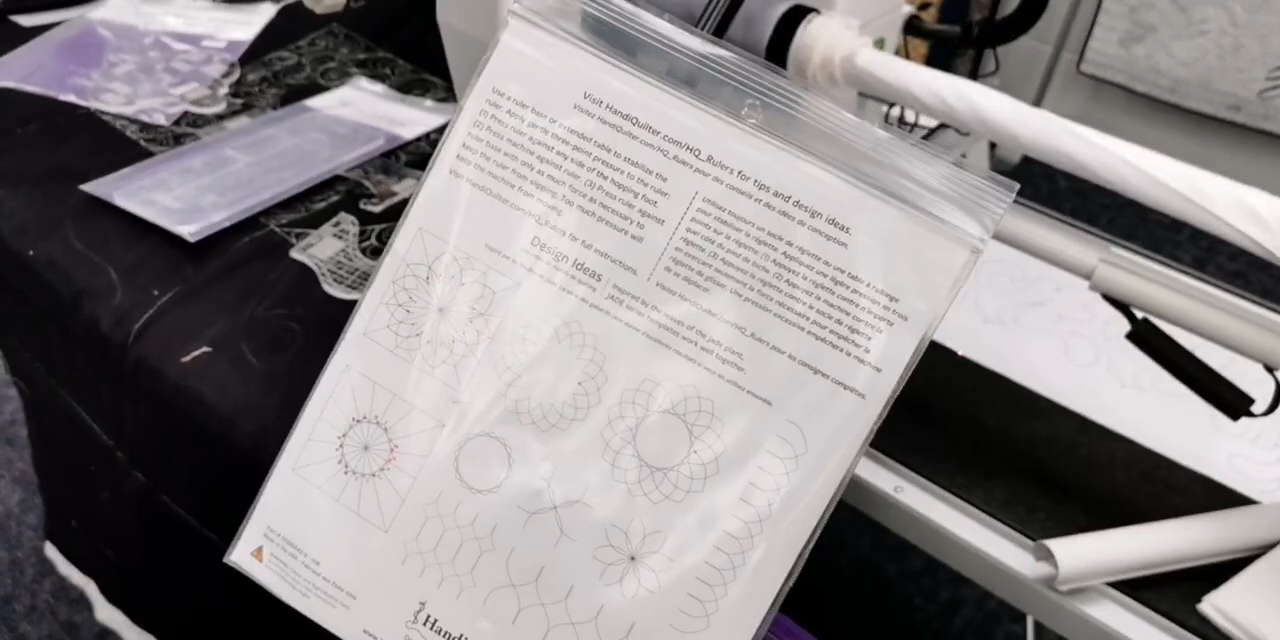 Visit HandiQuilter.com/HQ_Rulers for tips and design ideas.
Visitez HandiQuilter.com/HQ_Rulers pour des conseils et des idées de conception.
Use a ruler base or extended table to stabilize the
ruler. Apply gentle three-point pressure to the ruler:
(1) Press ruler against any side of the hopping foot.
(2) Press machine against ruler. (3) Press ruler against
ruler base with only as much force as necessary to
keep the ruler from slipping. Too much pressure will
keep the machine from moving.
Visit HandiQuilter.com/HQ_Rulers for full instructions.
Utilisez toujours un socle de réglette ou une table à rallonge
pour stabiliser la réglette. Appliquez une légère pression en trois
points sur la réglette: (1) Appuyez la réglette contre n'importe
quel côté du pied de biche. (2) Appuyez la machine contre la
réglette. (3) Appuyez la réglette contre le socle de réglette
en exerçant seulement la force nécessaire pour empêcher la
réglette de glisser. Une pression excessive empêchera la machine
de se déplacer.
Visitez HandiQuilter.com/HQ_Rulers pour les consignes complètes.
Design Ideas
Inspired by the waves of the jade plant,
JADE series templates work well together.
Handi